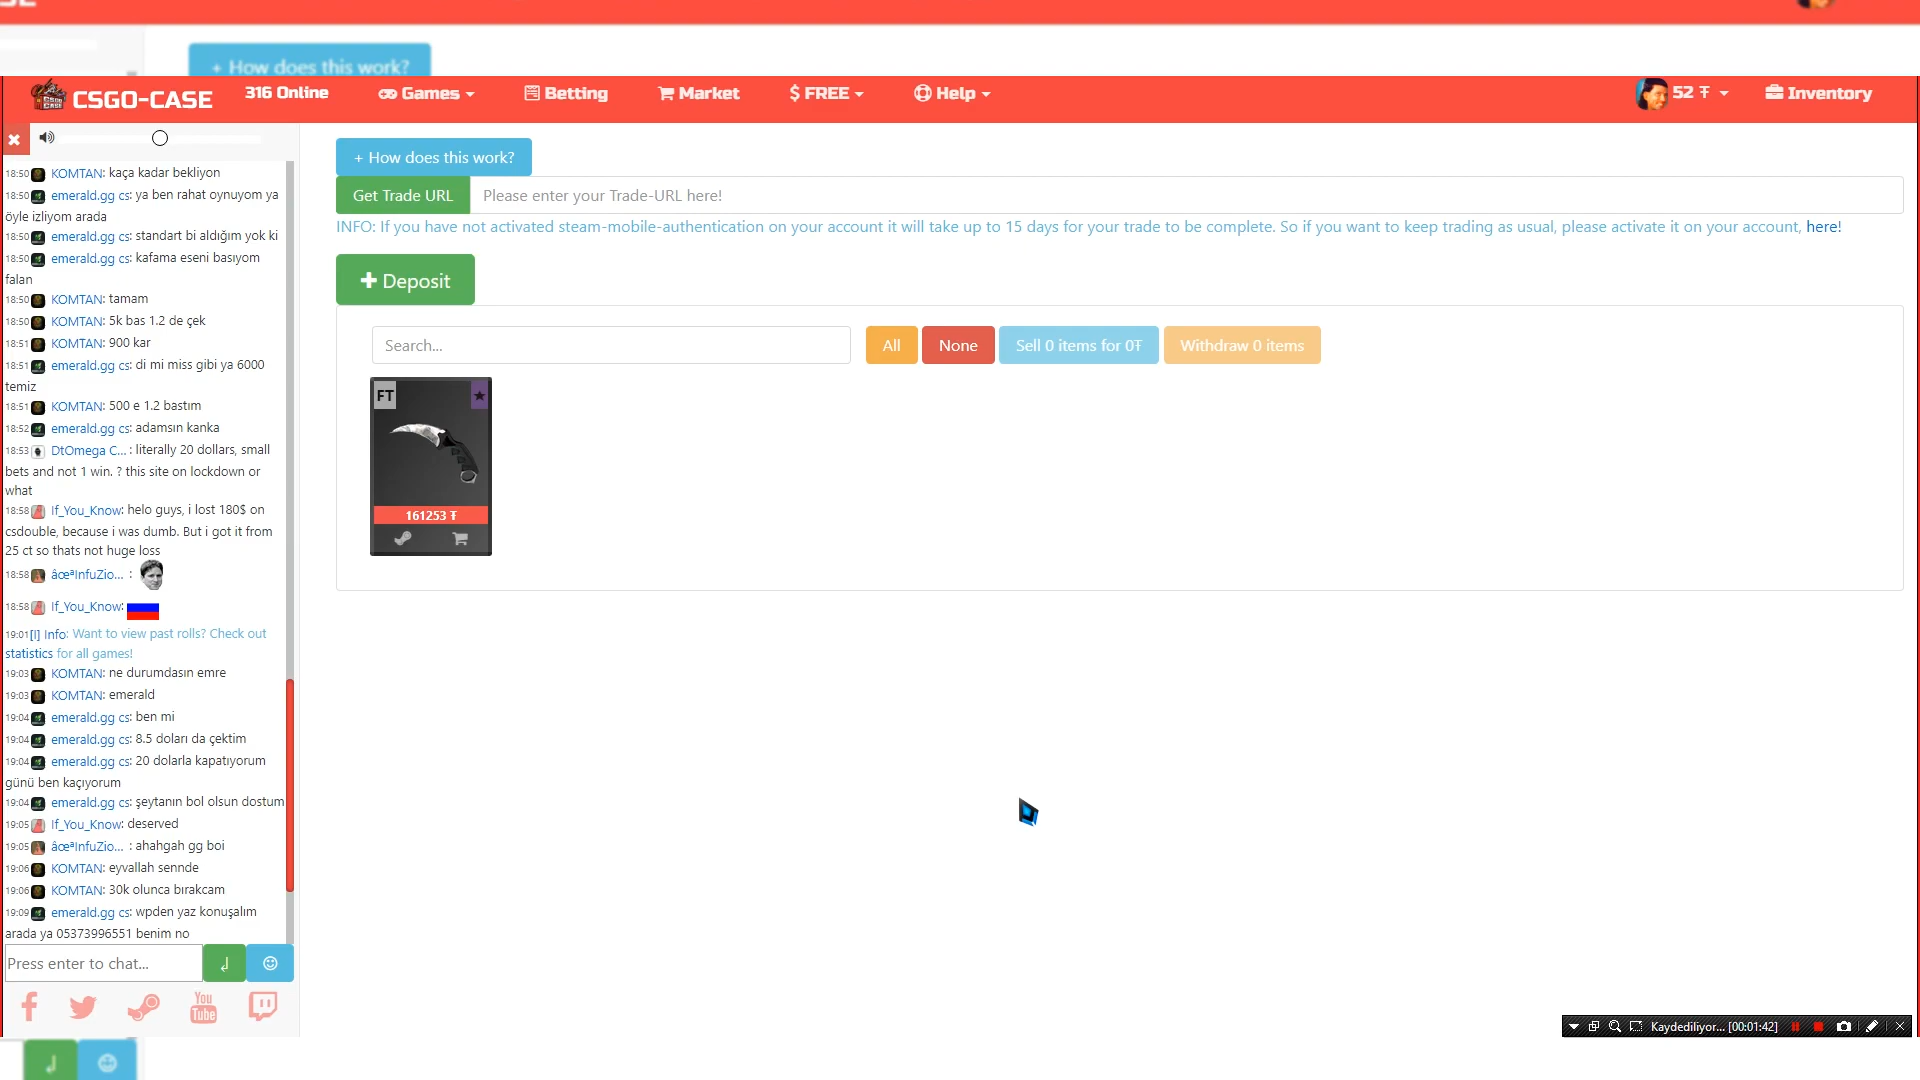 + How does this work?
CSGO-CASE
316 Online
Games
Betting
Market
$ FREE
Help
52 Ŧ
Inventory
+ How does this work?
Get Trade URL
Please enter your Trade-URL here!
INFO: If you have not activated steam-mobile-authentication on your account it will take up to 15 days for your trade to be complete. So if you want to keep trading as usual, please activate it on your account, here!
+ Deposit
Search...
All
None
Sell 0 items for 0Ŧ
Withdraw 0 items
FT
161253 Ŧ
18:50 KOMTAN: kaça kadar bekliyon
18:50 emerald.gg cs: ya ben rahat oynuyom ya
öyle izliyom arada
18:50 emerald.gg cs: standart bi aldığım yok ki
18:50 emerald.gg cs: kafama eseni basıyom
falan
18:50 KOMTAN: tamam
18:50 KOMTAN: 5k bas 1.2 de çek
18:51 KOMTAN: 900 kar
18:51 emerald.gg cs: di mi miss gibi ya 6000
temiz
18:51 KOMTAN: 500 e 1.2 bastım
18:52 emerald.gg cs: adamsın kanka
18:53 DtOmega C... : literally 20 dollars, small
bets and not 1 win. ? this site on lockdown or
what
18:58 If_You_Know: helo guys, i lost 180$ on
csdouble, because i was dumb. But i got it from
25 ct so thats not huge loss
18:58 âœªInfuZio... :
18:58 If_You_Know:
19:01 [I] Info: Want to view past rolls? Check out
statistics for all games!
19:03 KOMTAN: ne durumdasın emre
19:03 KOMTAN: emerald
19:04 emerald.gg cs: ben mi
19:04 emerald.gg cs: 8.5 doları da çektim
19:04 emerald.gg cs: 20 dolarla kapatıyorum
günü ben kaçıyorum
19:04 emerald.gg cs: şeytanın bol olsun dostum
19:05 If_You_Know: deserved
19:05 âœªInfuZio... : ahahgah gg boi
19:06 KOMTAN: eyvallah sennde
19:06 KOMTAN: 30k olunca bırakcam
19:09 emerald.gg cs: wpden yaz konuşalım
arada ya 05373996551 benim no
Press enter to chat...
You
Tube
Kaydediliyor... [00:01:42]